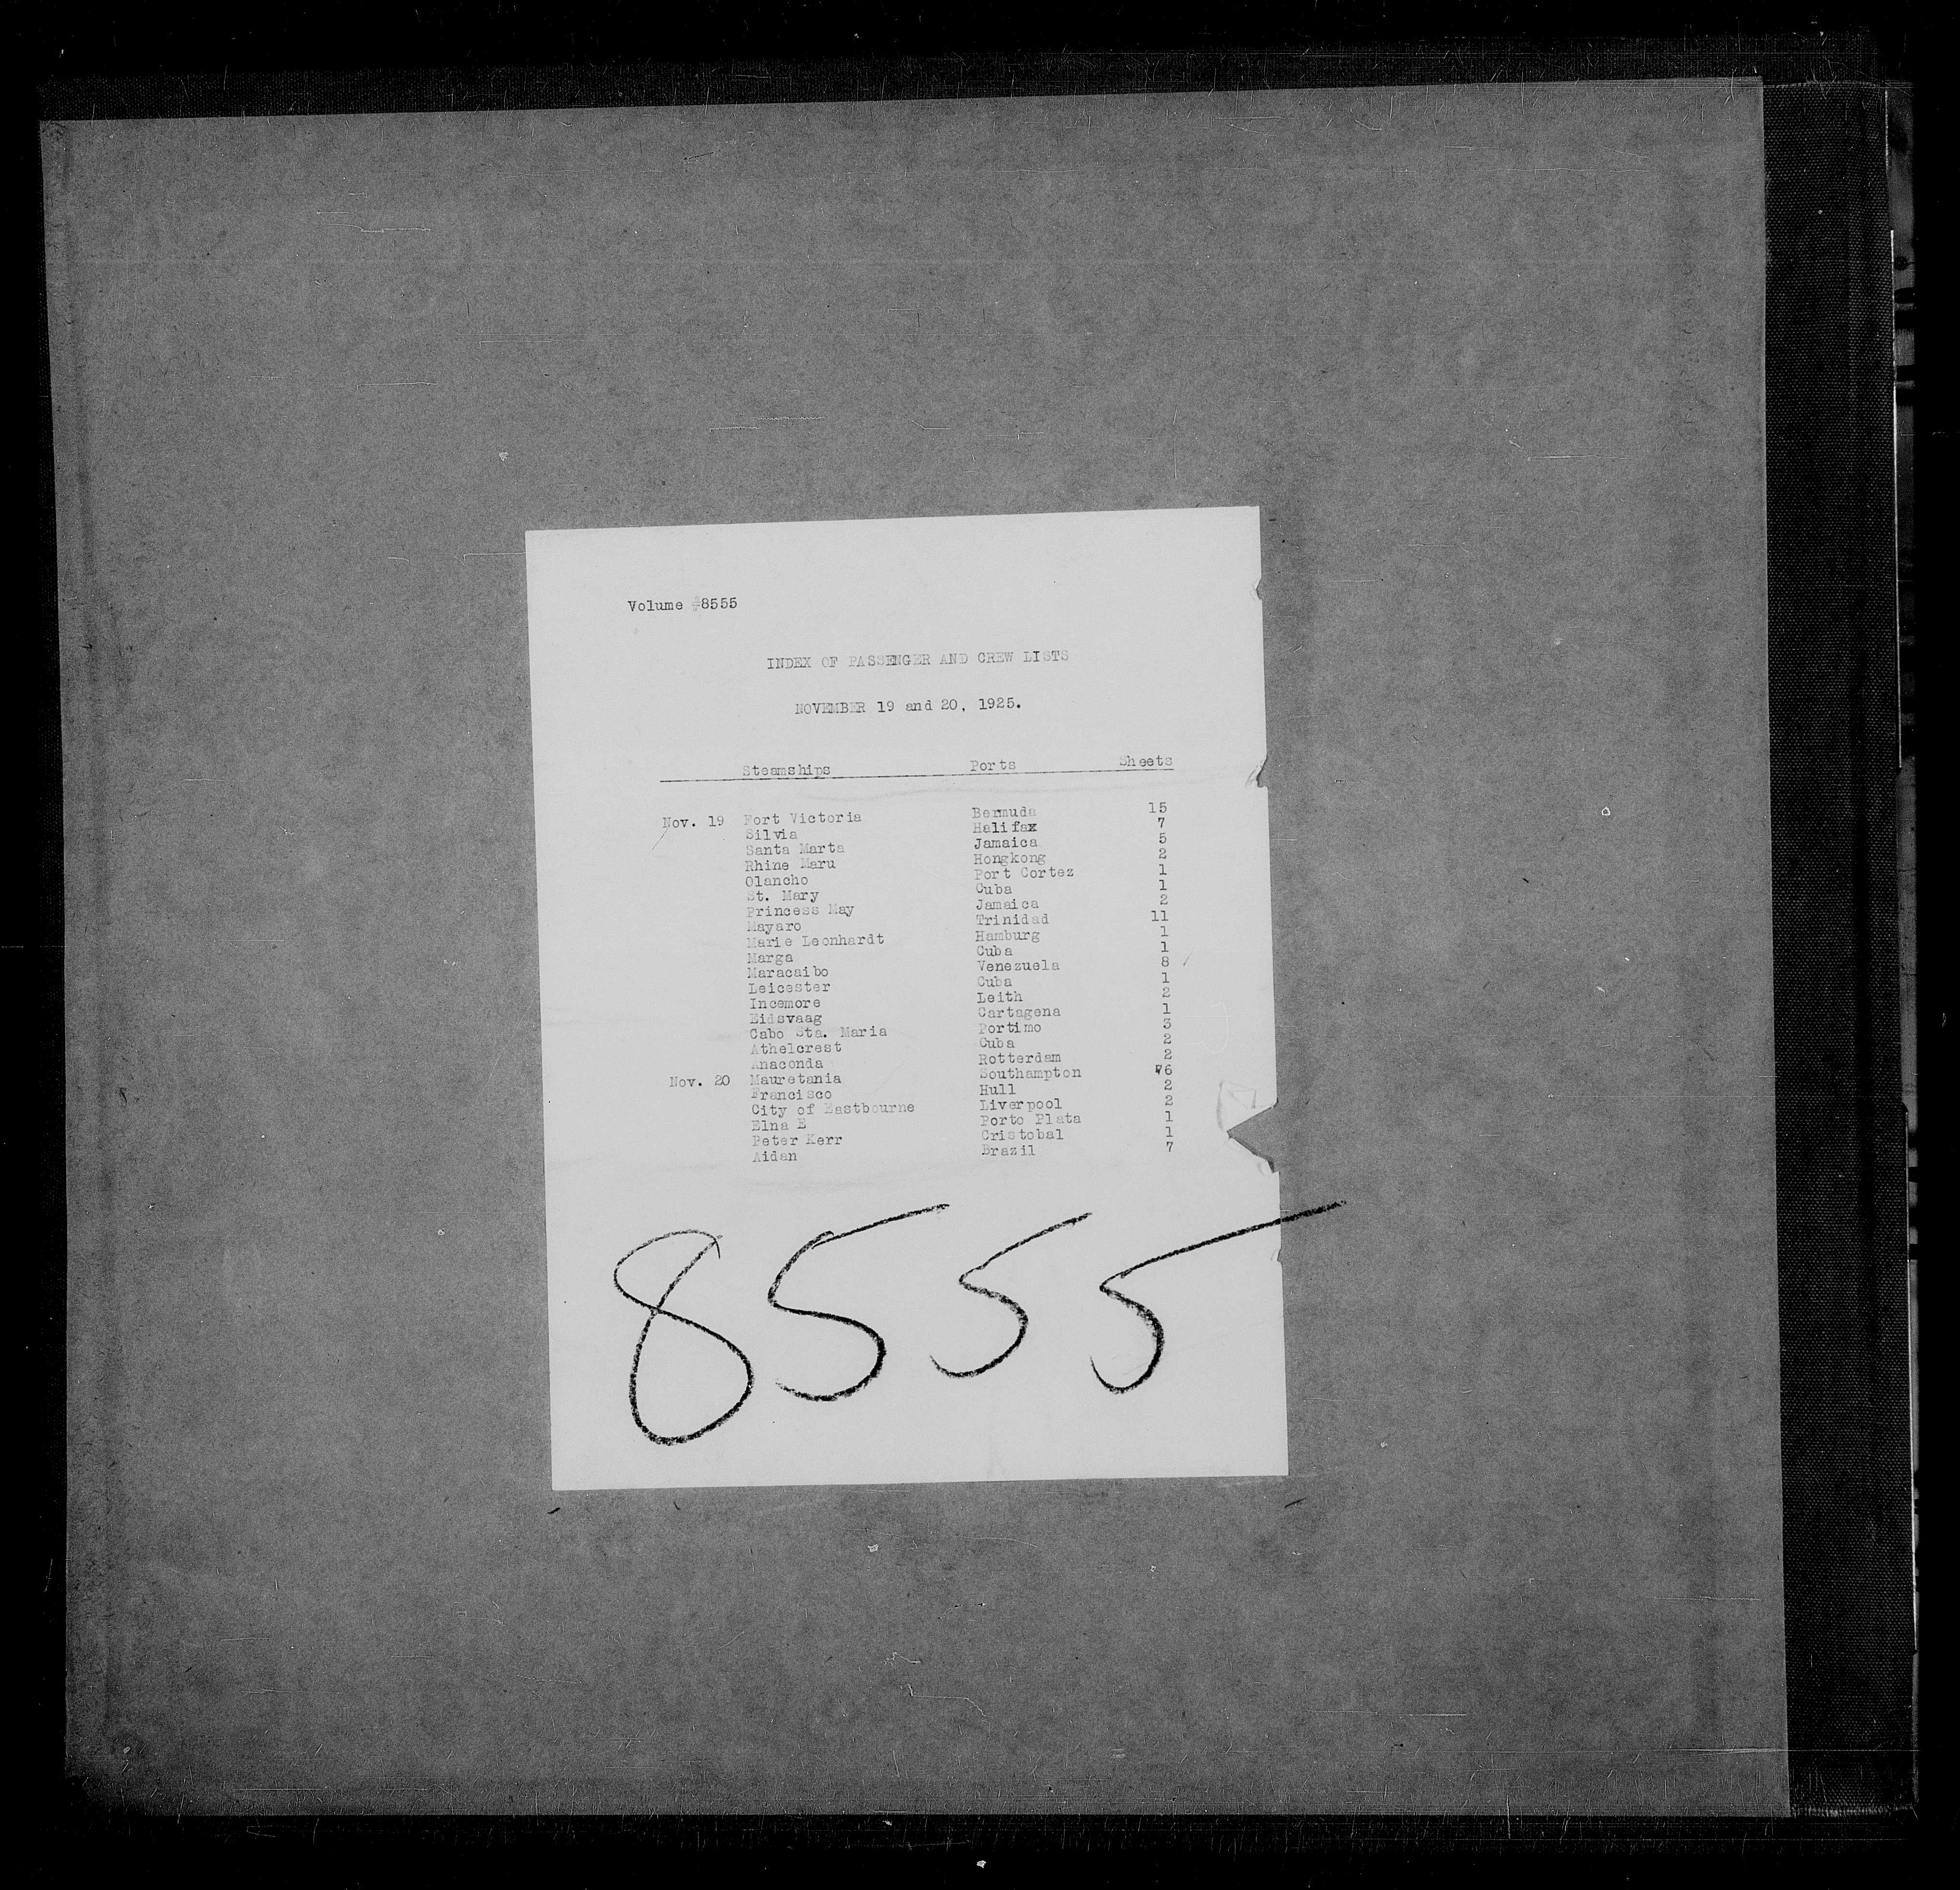 Volume #8555
INDEX OF PASSENGER AND CREW LISTS
NOVEMBER 19 and 20, 1925.
Steamships Ports Sheets
Nov. 19 Fort Victoria Bermuda 15
Silvia Halifax 7
Santa Marta Jamaica 5
Rhine Maru Hongkong 2
Olancho Port Cortez 1
St. Mary Cuba 1
Princess May Jamaica 2
Mayaro Trinidad 11
Marie Leonhardt Hamburg 1
Marga Cuba 1
Maracaibo Venezuela 8
Leicester Cuba 1
Incemore Leith 2
Eidsvaag Cartagena 1
Cabo Sta. Maria Portimo 3
Athelcrest Cuba 2
Anaconda Rotterdam 2
Nov. 20 Mauretania Southampton 76
Francisco Hull 2
City of Eastbourne Liverpool 2
Elna E Porto Plata 1
Peter Kerr Cristobal 1
Aidan Brazil 7
8555